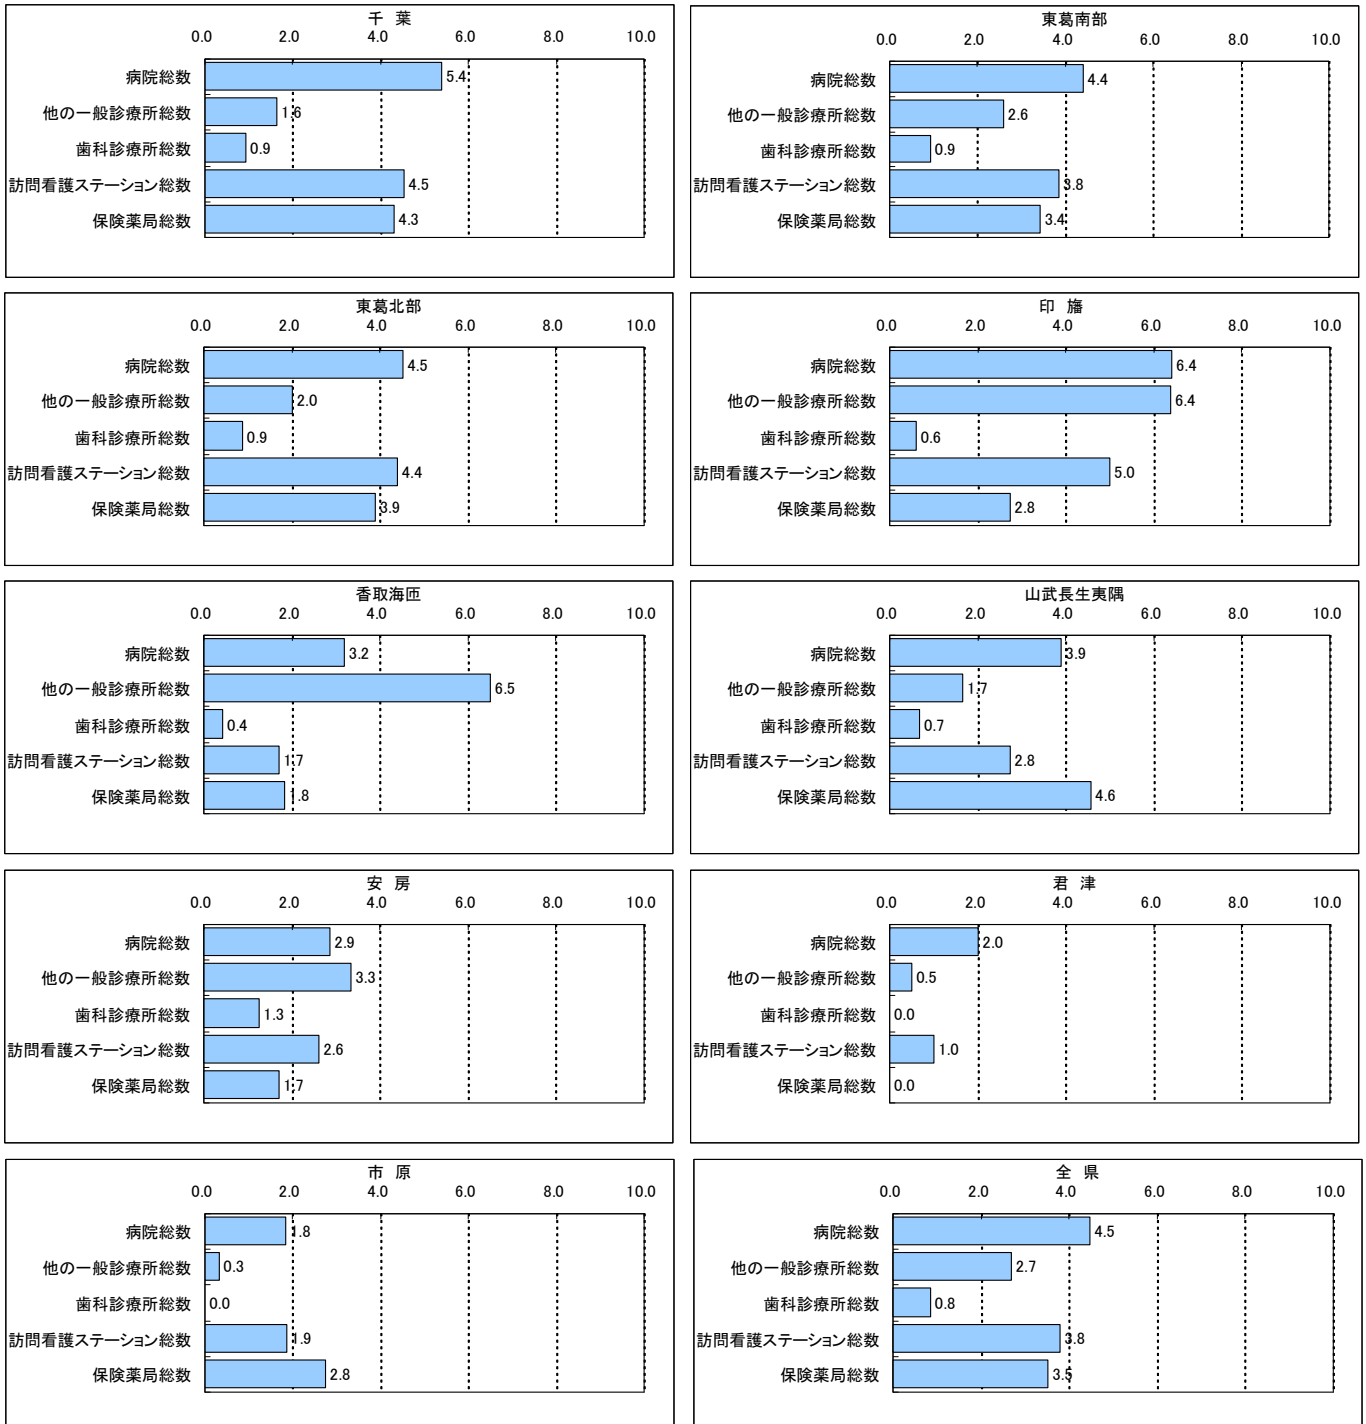 千 葉
0.0 2.0 4.0 6.0 8.0 10.0
病院総数 5.4
他の一般診療所総数 1.6
歯科診療所総数 0.9
訪問看護ステーション総数 4.5
保険薬局総数 4.3
東葛南部
0.0 2.0 4.0 6.0 8.0 10.0
病院総数 4.4
他の一般診療所総数 2.6
歯科診療所総数 0.9
訪問看護ステーション総数 3.8
保険薬局総数 3.4
東葛北部
0.0 2.0 4.0 6.0 8.0 10.0
病院総数 4.5
他の一般診療所総数 2.0
歯科診療所総数 0.9
訪問看護ステーション総数 4.4
保険薬局総数 3.9
印 旛
0.0 2.0 4.0 6.0 8.0 10.0
病院総数 6.4
他の一般診療所総数 6.4
歯科診療所総数 0.6
訪問看護ステーション総数 5.0
保険薬局総数 2.8
香取海匝
0.0 2.0 4.0 6.0 8.0 10.0
病院総数 3.2
他の一般診療所総数 6.5
歯科診療所総数 0.4
訪問看護ステーション総数 1.7
保険薬局総数 1.8
山武長生夷隅
0.0 2.0 4.0 6.0 8.0 10.0
病院総数 3.9
他の一般診療所総数 1.7
歯科診療所総数 0.7
訪問看護ステーション総数 2.8
保険薬局総数 4.6
安 房
0.0 2.0 4.0 6.0 8.0 10.0
病院総数 2.9
他の一般診療所総数 3.3
歯科診療所総数 1.3
訪問看護ステーション総数 2.6
保険薬局総数 1.7
君 津
0.0 2.0 4.0 6.0 8.0 10.0
病院総数 2.0
他の一般診療所総数 0.5
歯科診療所総数 0.0
訪問看護ステーション総数 1.0
保険薬局総数 0.0
市 原
0.0 2.0 4.0 6.0 8.0 10.0
病院総数 1.8
他の一般診療所総数 0.3
歯科診療所総数 0.0
訪問看護ステーション総数 1.9
保険薬局総数 2.8
全 県
0.0 2.0 4.0 6.0 8.0 10.0
病院総数 4.5
他の一般診療所総数 2.7
歯科診療所総数 0.8
訪問看護ステーション総数 3.8
保険薬局総数 3.5